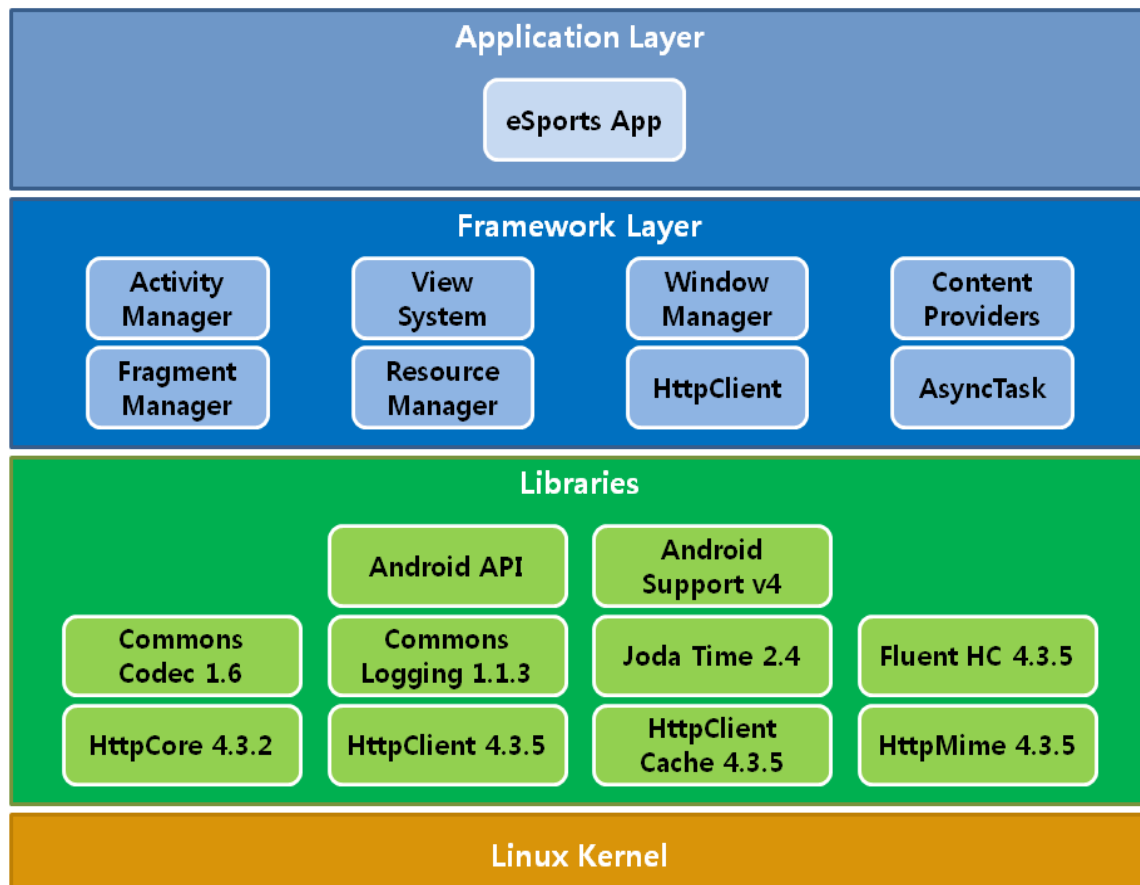 Application Layer
eSports App
Framework Layer
Activity
Manager
View
System
Window
Manager
Content
Providers
Fragment
Manager
Resource
Manager
HttpClient
AsyncTask
Libraries
Android API
Android
Support v4
Commons
Codec 1.6
Commons
Logging 1.1.3
Joda Time 2.4
Fluent HC 4.3.5
HttpCore 4.3.2
HttpClient 4.3.5
HttpClient
Cache 4.3.5
HttpMime 4.3.5
Linux Kernel